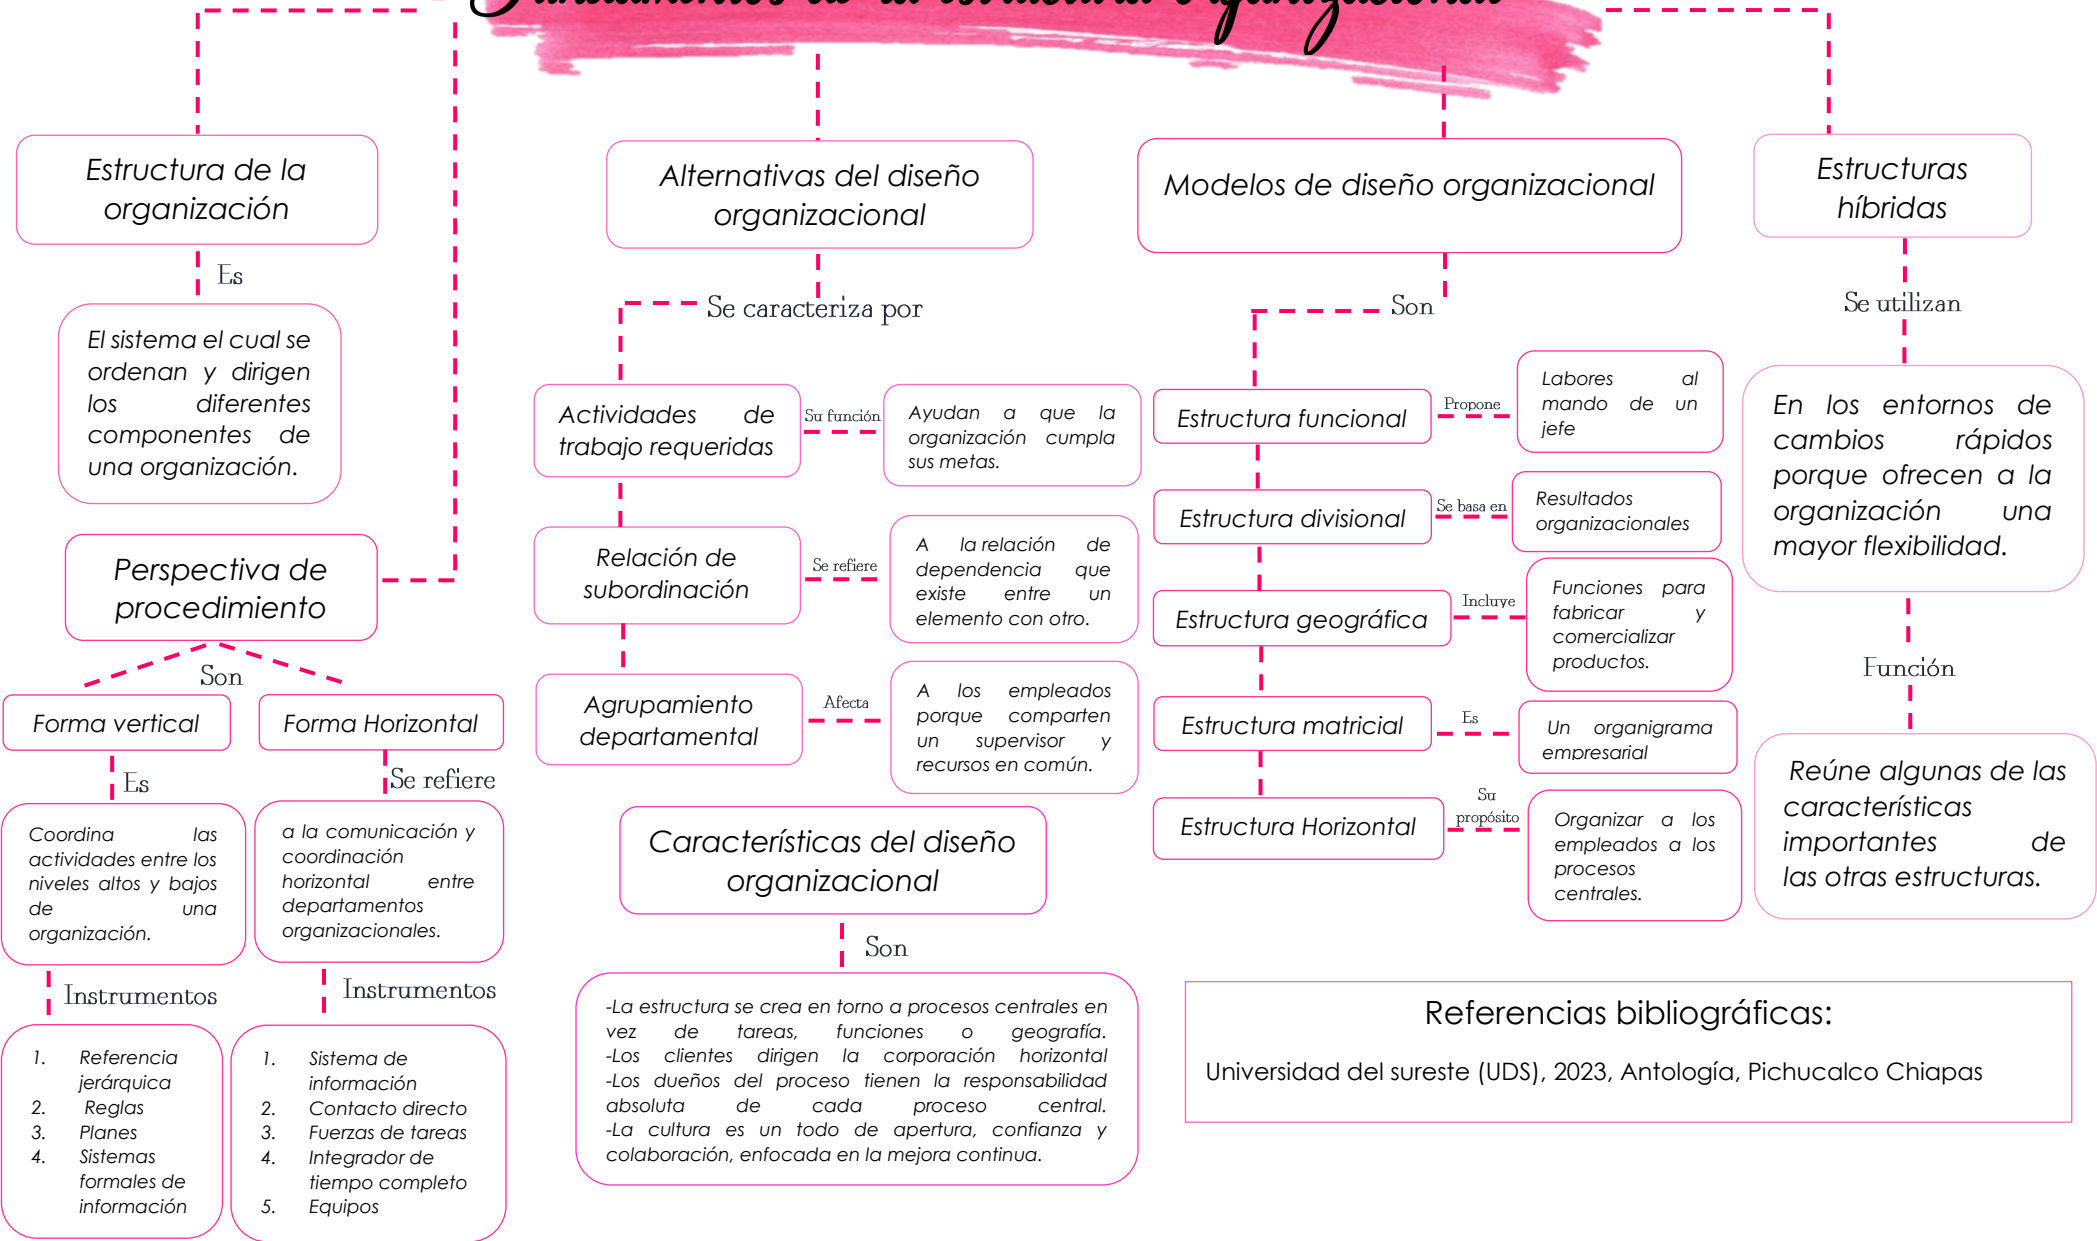 Fundamentos de la estructura organizacional
Estructura de la
organización
Es
El sistema el cual se
ordenan y dirigen
los diferentes
componentes de
una organización.
Perspectiva de
procedimiento
Son
Forma vertical
Es
Coordina las
actividades entre los
niveles altos y bajos
de una
organización.
Instrumentos
1. Referencia
jerárquica
2. Reglas
3. Planes
4. Sistemas
formales de
información
Forma Horizontal
Se refiere
a la comunicación y
coordinación
horizontal entre
departamentos
organizacionales.
Instrumentos
1. Sistema de
información
2. Contacto directo
3. Fuerzas de tareas
4. Integrador de
tiempo completo
5. Equipos
Alternativas del diseño
organizacional
Se caracteriza por
Actividades de
trabajo requeridas
Su función
Ayudan a que la
organización cumpla
sus metas.
Relación de
subordinación
Se refiere
A la relación de
dependencia que
existe entre un
elemento con otro.
Agrupamiento
departamental
Afecta
A los empleados
porque comparten
un supervisor y
recursos en común.
Características del diseño
organizacional
Son
-La estructura se crea en torno a procesos centrales en
vez de tareas, funciones o geografía.
-Los clientes dirigen la corporación horizontal
-Los dueños del proceso tienen la responsabilidad
absoluta de cada proceso central.
-La cultura es un todo de apertura, confianza y
colaboración, enfocada en la mejora continua.
Modelos de diseño organizacional
Son
Estructura funcional
Propone
Labores al
mando de un
jefe
Estructura divisional
Se basa en
Resultados
organizacionales
Estructura geográfica
Incluye
Funciones para
fabricar y
comercializar
productos.
Estructura matricial
Es
Un organigrama
empresarial
Estructura Horizontal
Su
propósito
Organizar a los
empleados a los
procesos
centrales.
Estructuras
híbridas
Se utilizan
En los entornos de
cambios rápidos
porque ofrecen a la
organización una
mayor flexibilidad.
Función
Reúne algunas de las
características
importantes de
las otras estructuras.
Referencias bibliográficas:
Universidad del sureste (UDS), 2023, Antología, Pichucalco Chiapas